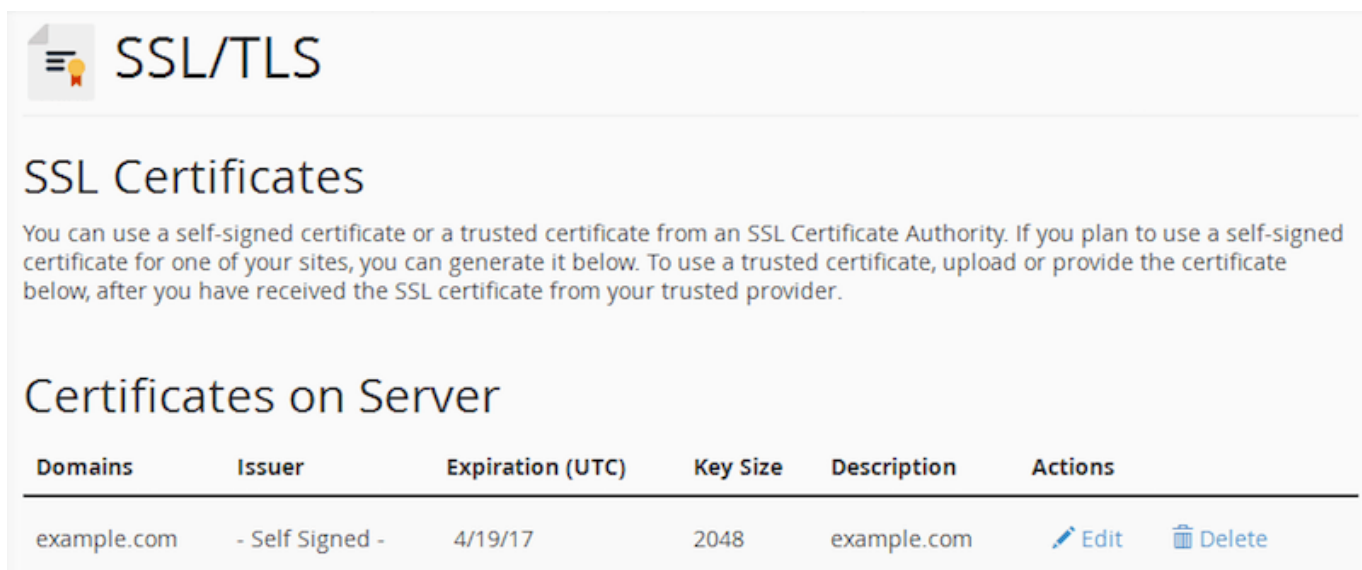 SSL/TLS
SSL Certificates
You can use a self-signed certificate or a trusted certificate from an SSL Certificate Authority. If you plan to use a self-signed
certificate for one of your sites, you can generate it below. To use a trusted certificate, upload or provide the certificate
below, after you have received the SSL certificate from your trusted provider.
Certificates on Server
Domains Issuer Expiration (UTC) Key Size Description Actions
example.com - Self Signed - 4/19/17 2048 example.com Edit Delete